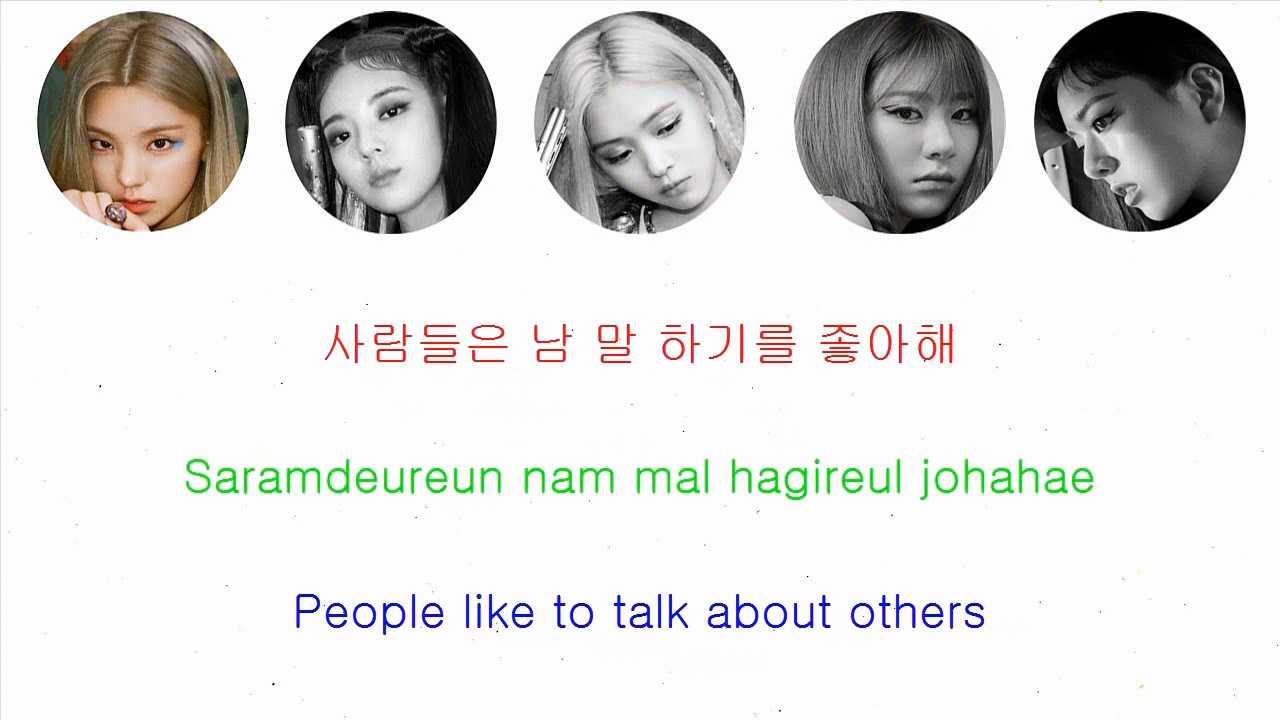 사람들은 남 말 하기를 좋아해
Saramdeureun nam mal hagireul johahae
People like to talk about others